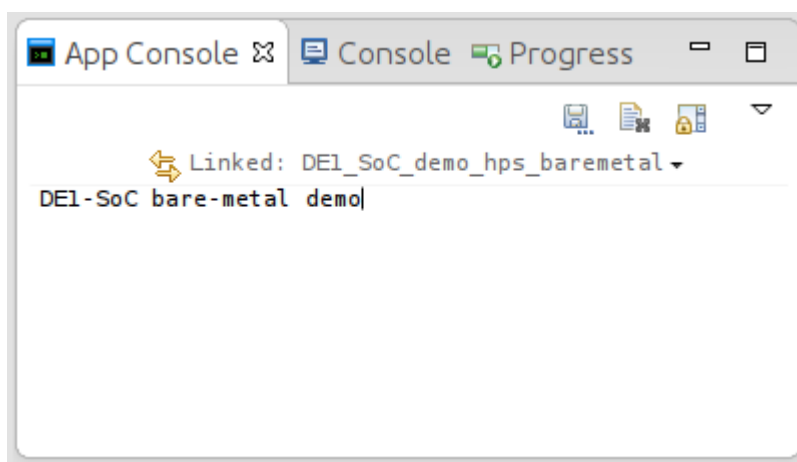 App Console Console Progress
Linked: DE1_SoC_demo_hps_baremetal
DE1-SoC bare-metal demo